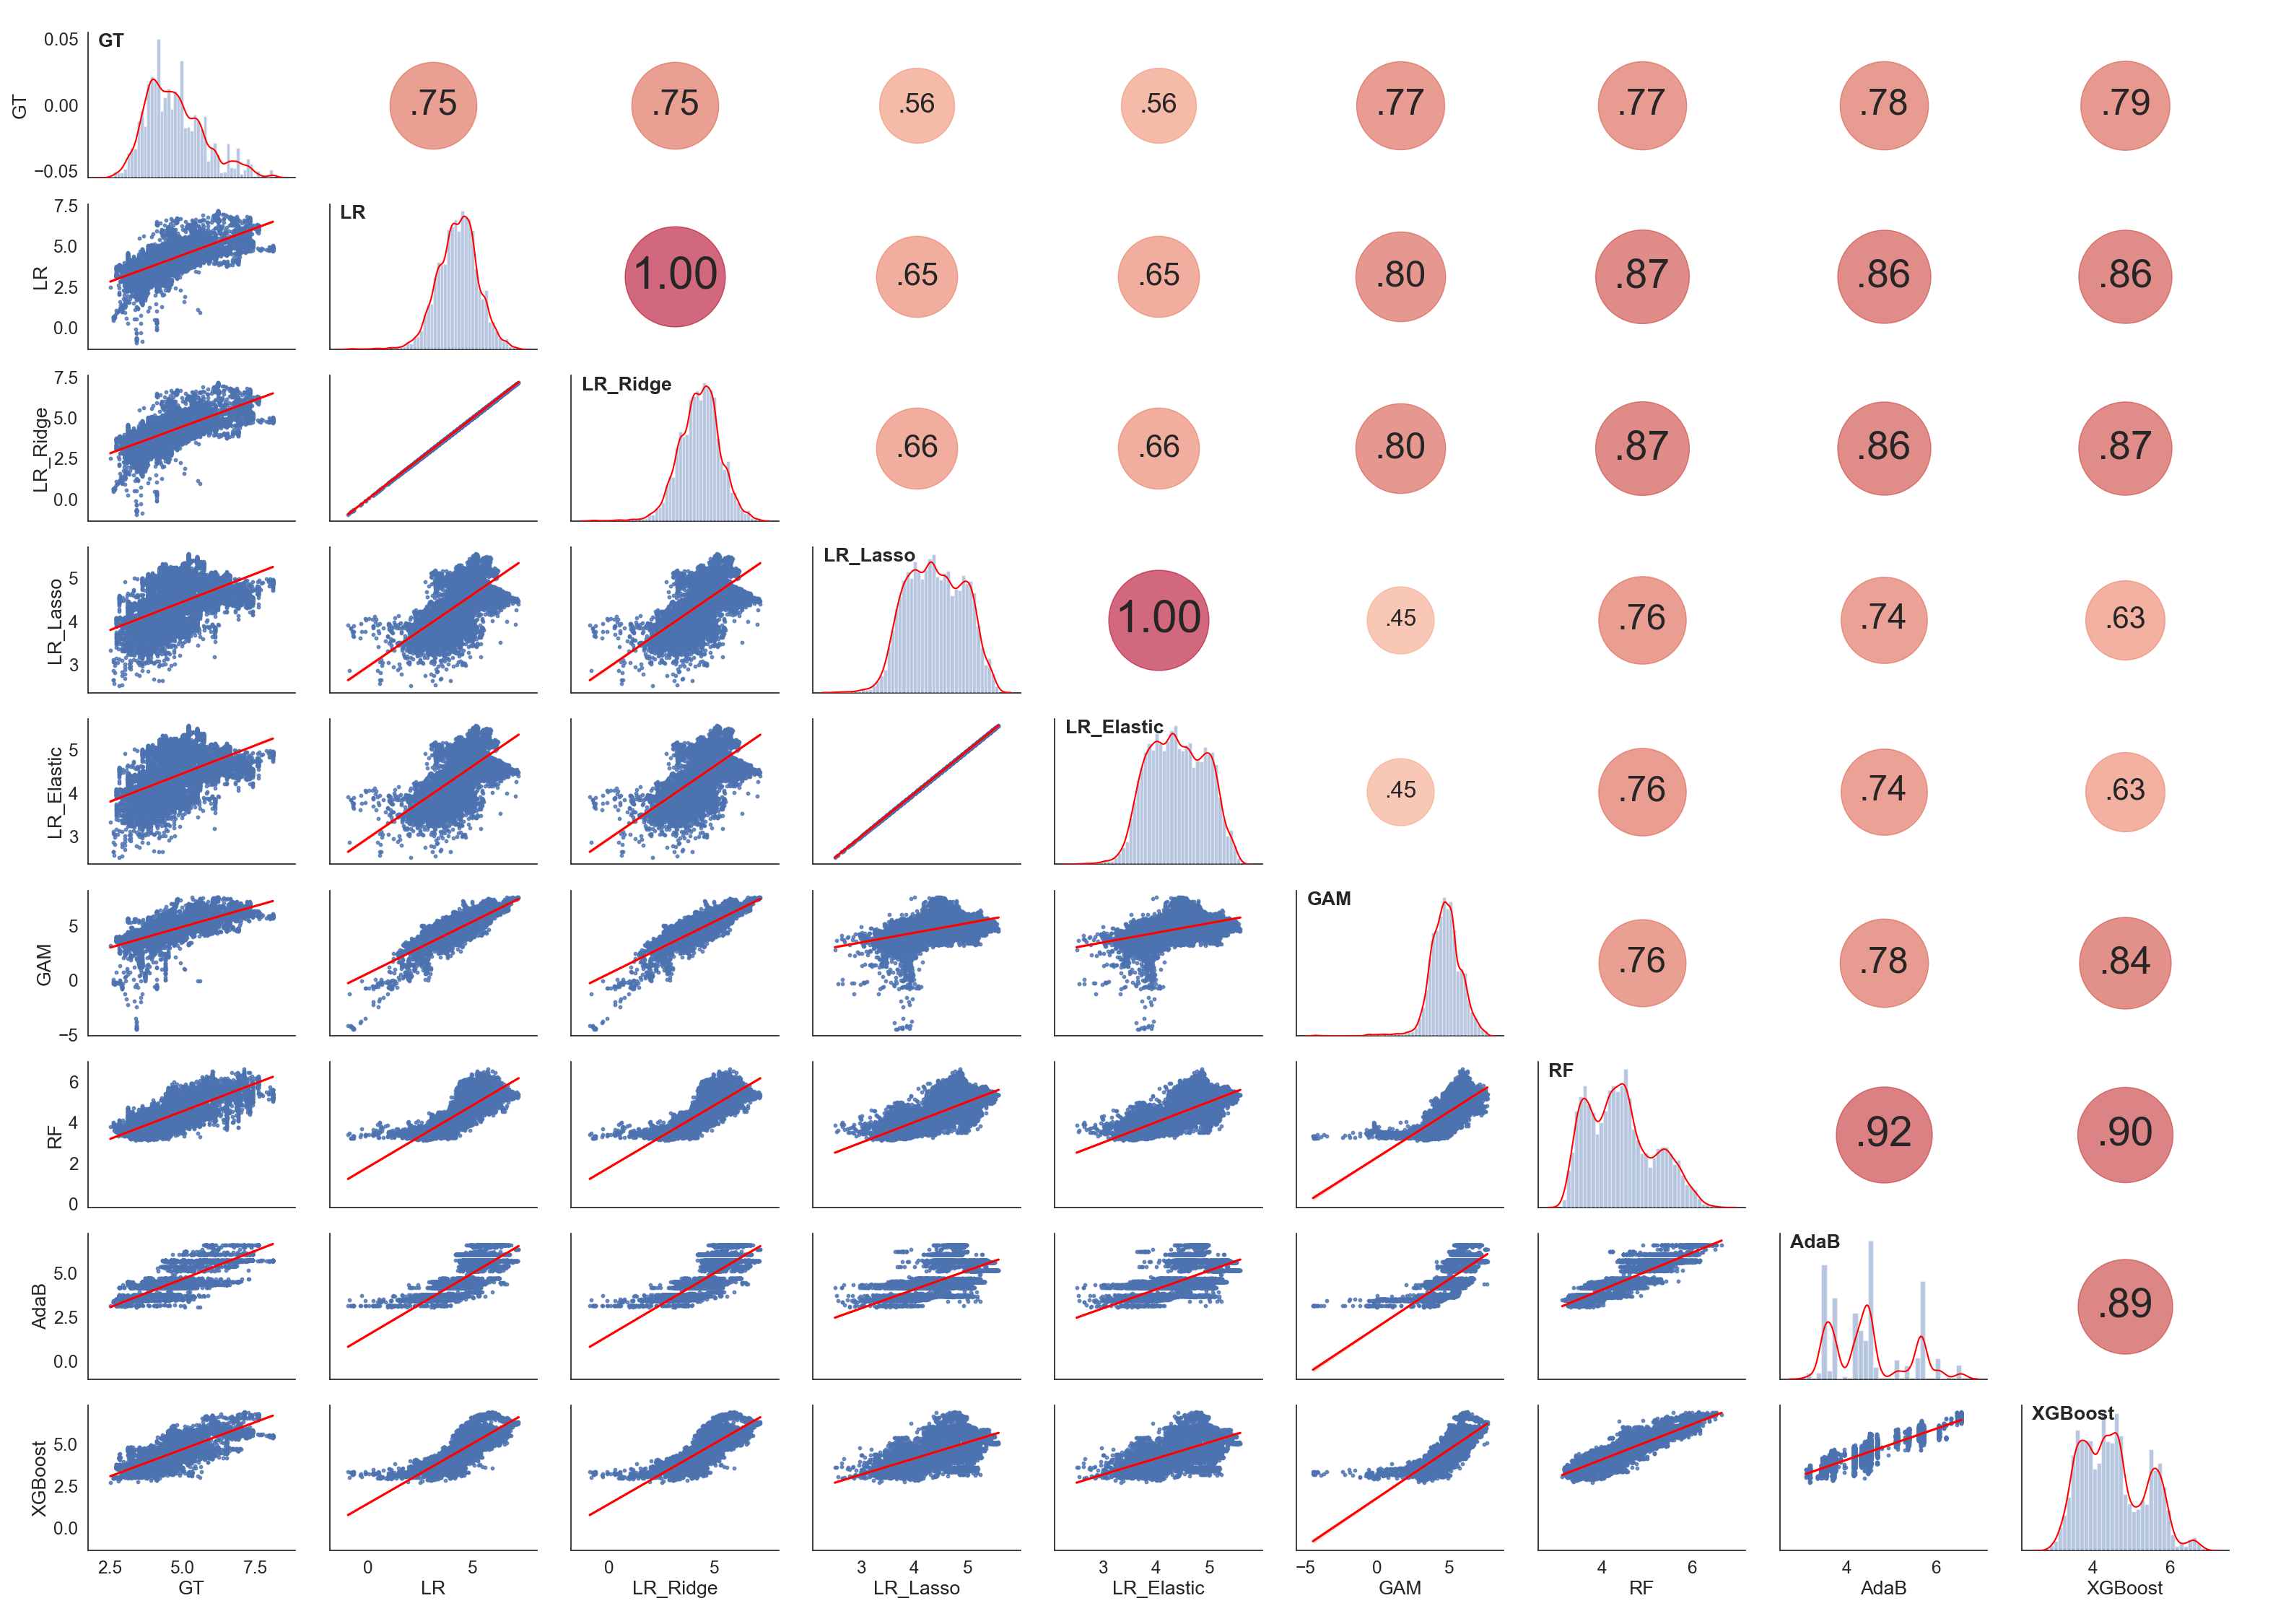 0.05 GT
GT 0.00 .75 .75 .56 .56 .77 .77 .78 .79
−0.05
7.5 LR
5.0
LR 1.00 .65 .65 .80 .87 .86 .86
2.5
0.0
7.5 LR_Ridge
5.0
LR_Ridge .66 .66 .80 .87 .86 .87
2.5
0.0
LR_Lasso
5
LR_Lasso 4 1.00 .45 .76 .74 .63
3
LR_Elastic
5
LR_Elastic 4 .45 .76 .74 .63
3
GAM
5
GAM .76 .78 .84
0
−5
RF
6
4
RF .92 .90
2
0
AdaB
5.0
AdaB .89
2.5
0.0
XGBoost
5.0
XGBoost
2.5
0.0
2.5 5.0 7.5 0 5 0 5 3 4 5 3 4 5 −5 0 5 4 6 4 6 4 6
GT LR LR_Ridge LR_Lasso LR_Elastic GAM RF AdaB XGBoost